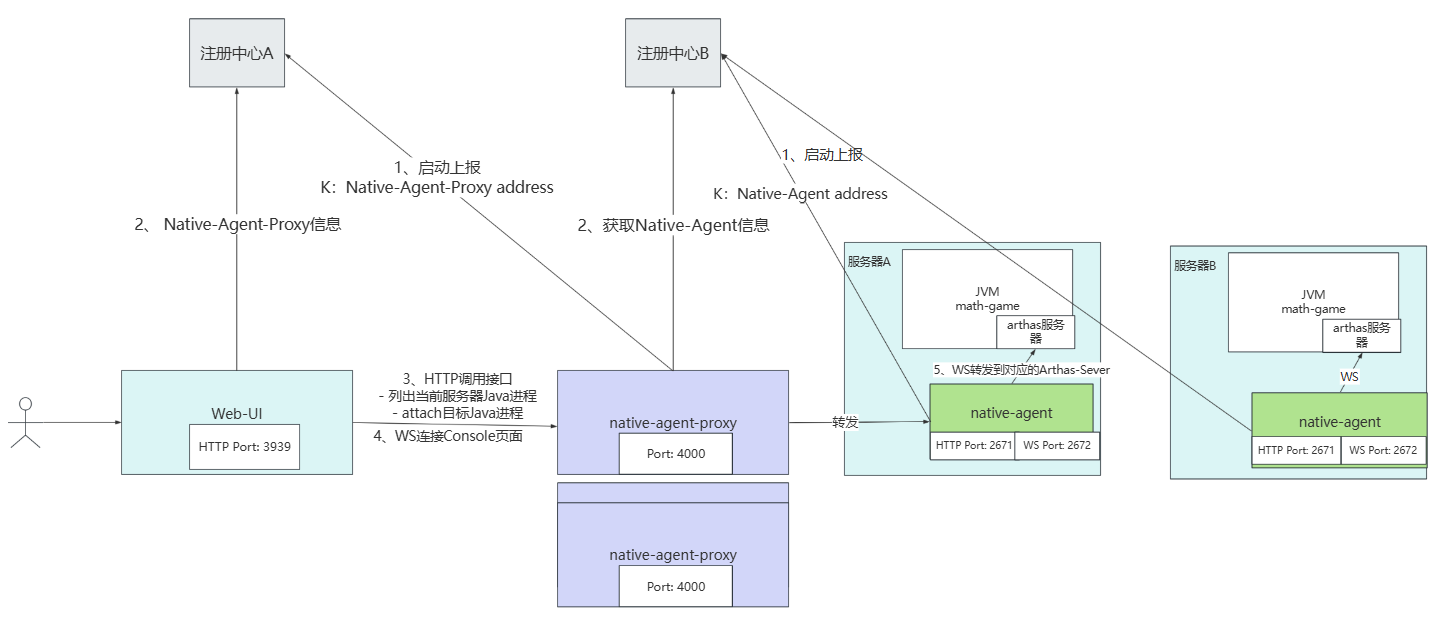 注册中心A
注册中心B
1、启动上报
K：Native-Agent-Proxy address
1、启动上报
K：Native-Agent address
2、 Native-Agent-Proxy信息
2、获取Native-Agent信息
服务器A
JVM
math-game
arthas服务
器
5、WS转发到对应的Arthas-Sever
native-agent
HTTP Port: 2671
WS Port: 2672
服务器B
JVM
math-game
arthas服务
器
WS
native-agent
HTTP Port: 2671
WS Port: 2672
Web-UI
HTTP Port: 3939
3、HTTP调用接口
- 列出当前服务器Java进程
- attach目标Java进程
4、WS连接Console页面
native-agent-proxy
Port: 4000
转发
native-agent-proxy
Port: 4000